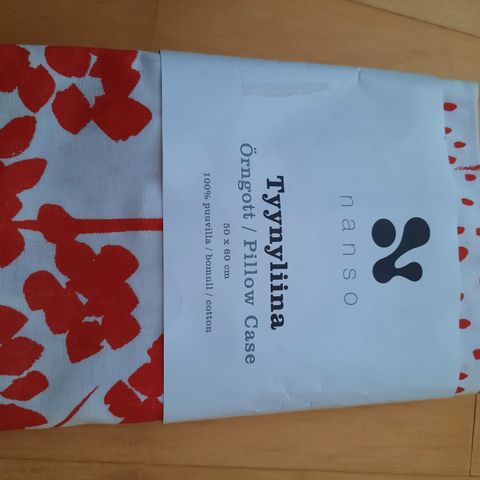 nanso
Tyynyliina
Örngott / Pillow Case
50 x 60 cm
100% puuvilla / bomull / cotton